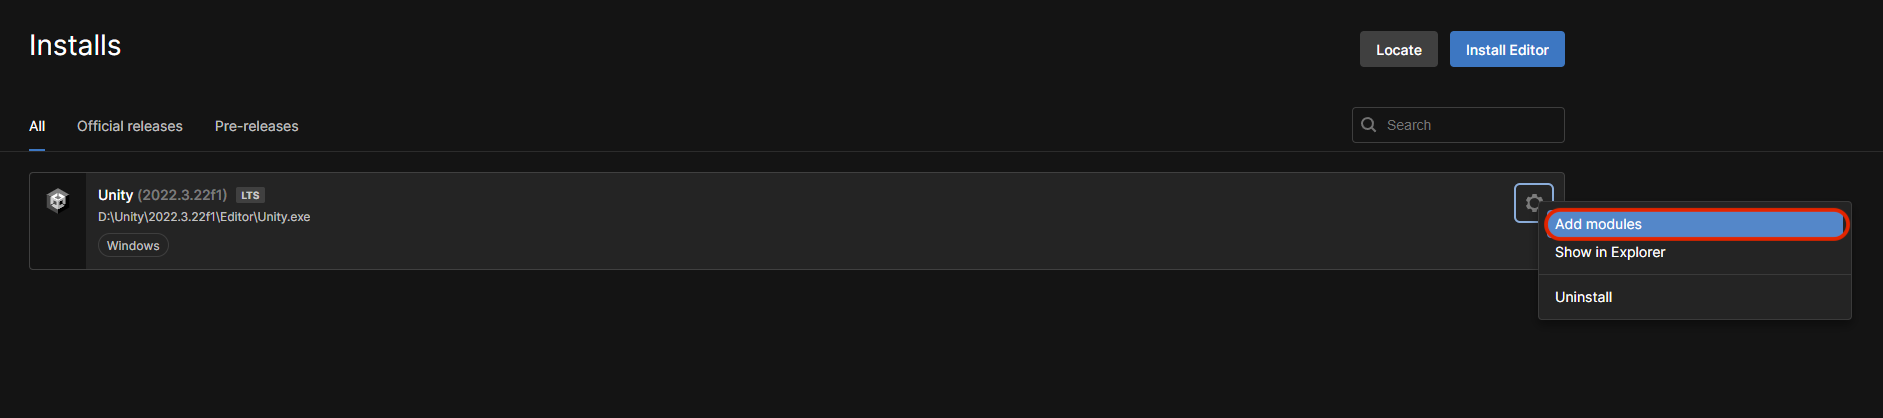 Installs
Locate
Install Editor
All
Official releases
Pre-releases
Search
Unity (2022.3.22f1) LTS
D:\Unity\2022.3.22f1\Editor\Unity.exe
Windows
Add modules
Show in Explorer
Uninstall